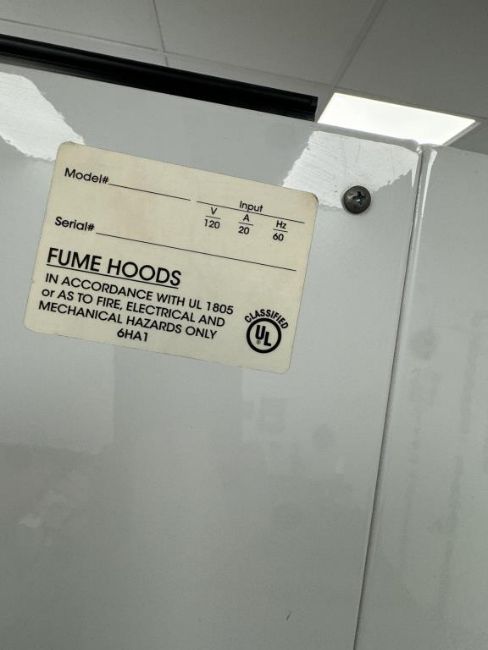 Model#
Input
V A Hz
120 20 60
Serial#
FUME HOODS
IN ACCORDANCE WITH UL 1805
or AS TO FIRE, ELECTRICAL AND
MECHANICAL HAZARDS ONLY
6HA1
CLASSIFIED
UL